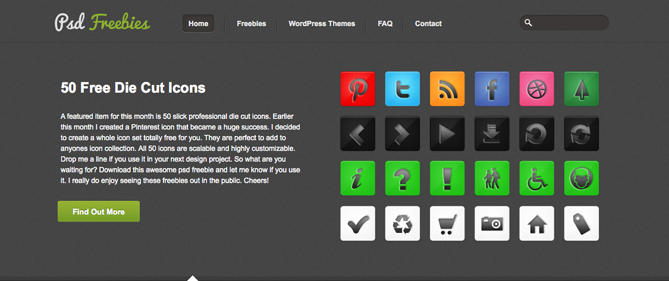 Psd Freebies
Home
Freebies
WordPress Themes
FAQ
Contact
50 Free Die Cut Icons
A featured item for this month is 50 slick professional die cut icons. Earlier
this month I created a Pinterest icon that became a huge success. I decided
to create a whole icon set totally free for you. They are perfect to add to
anyones icon collection. All 50 icons are scalable and highly customizable.
Drop me a line if you use it in your next design project. So what are you
waiting for? Download this awesome psd freebie and let me know if you use
it. I really do enjoy seeing these freebies out in the public. Cheers!
Find Out More